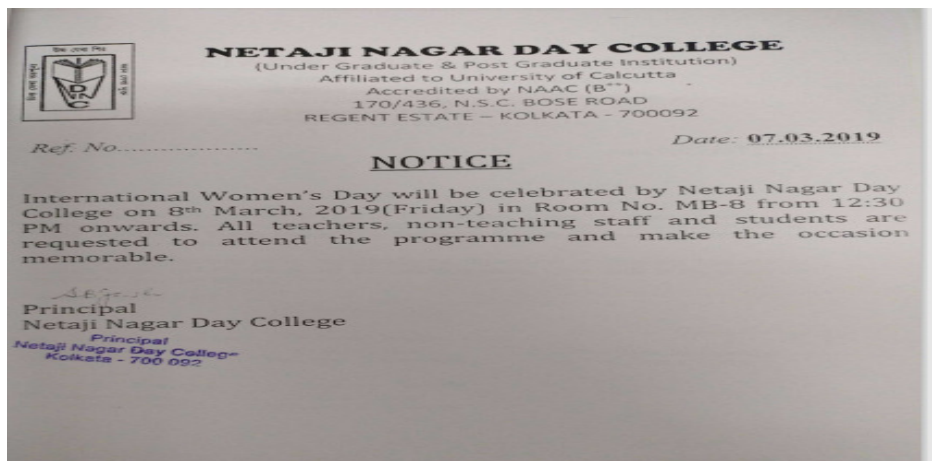 NETAJI NAGAR DAY COLLEGE
(Under Graduate & Post Graduate Institution)
Affiliated to University of Calcutta
Accredited by NAAC (B++)
170/436, N.S.C. BOSE ROAD
REGENT ESTATE – KOLKATA - 700092
Ref. No...................
Date: 07.03.2019
NOTICE
International Women's Day will be celebrated by Netaji Nagar Day
College on 8th March, 2019(Friday) in Room No. MB-8 from 12:30
PM onwards. All teachers, non-teaching staff and students are
requested to attend the programme and make the occasion
memorable.
Principal
Netaji Nagar Day College
Principal
Netaji Nagar Day College
Kolkata - 700 092